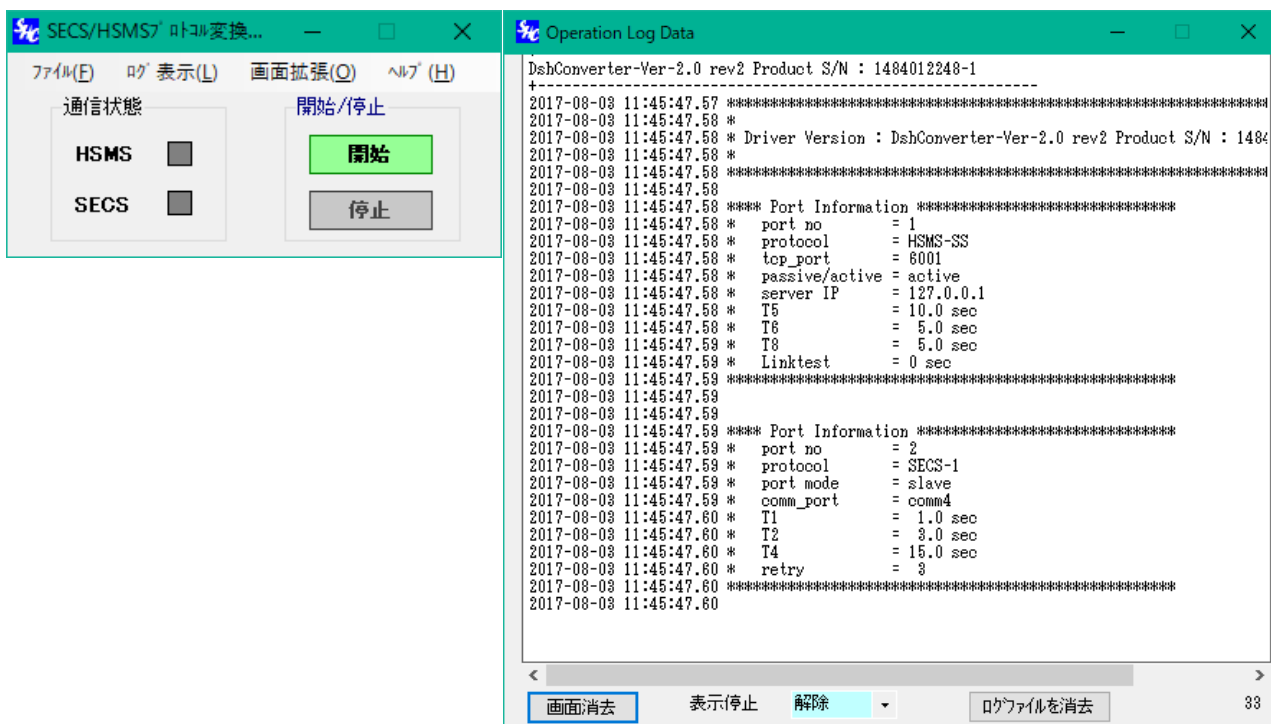 SECS/HSMSﾌﾟﾛﾄｺﾙ変換...
ﾌｧｲﾙ(F) ﾛｸﾞ表示(L) 画面拡張(O) ﾍﾙﾌﾟ(H)
通信状態
HSMS
SECS
開始/停止
開始
停止
Operation Log Data
DshConverter-Ver-2.0 rev2 Product S/N : 1484012248-1
+----------------------------------------------------------
2017-08-03 11:45:47.57 ***************************************************************
2017-08-03 11:45:47.58 *
2017-08-03 11:45:47.58 * Driver Version : DshConverter-Ver-2.0 rev2 Product S/N : 1484
2017-08-03 11:45:47.58 *
2017-08-03 11:45:47.58 ***************************************************************
2017-08-03 11:45:47.58
2017-08-03 11:45:47.58 **** Port Information ******************************
2017-08-03 11:45:47.58 * port no = 1
2017-08-03 11:45:47.58 * protocol = HSMS-SS
2017-08-03 11:45:47.58 * tcp_port = 6001
2017-08-03 11:45:47.58 * passive/active = active
2017-08-03 11:45:47.58 * server IP = 127.0.0.1
2017-08-03 11:45:47.58 * T5 = 10.0 sec
2017-08-03 11:45:47.58 * T6 = 5.0 sec
2017-08-03 11:45:47.58 * T8 = 5.0 sec
2017-08-03 11:45:47.59 * Linktest = 0 sec
2017-08-03 11:45:47.59 ****************************************************
2017-08-03 11:45:47.59
2017-08-03 11:45:47.59
2017-08-03 11:45:47.59 **** Port Information ******************************
2017-08-03 11:45:47.59 * port no = 2
2017-08-03 11:45:47.59 * protocol = SECS-1
2017-08-03 11:45:47.59 * port mode = slave
2017-08-03 11:45:47.59 * comm_port = comm4
2017-08-03 11:45:47.60 * T1 = 1.0 sec
2017-08-03 11:45:47.60 * T2 = 3.0 sec
2017-08-03 11:45:47.60 * T4 = 15.0 sec
2017-08-03 11:45:47.60 * retry = 3
2017-08-03 11:45:47.60 ****************************************************
2017-08-03 11:45:47.60
画面消去 表示停止 解除 ﾛｸﾞﾌｧｲﾙを消去 33